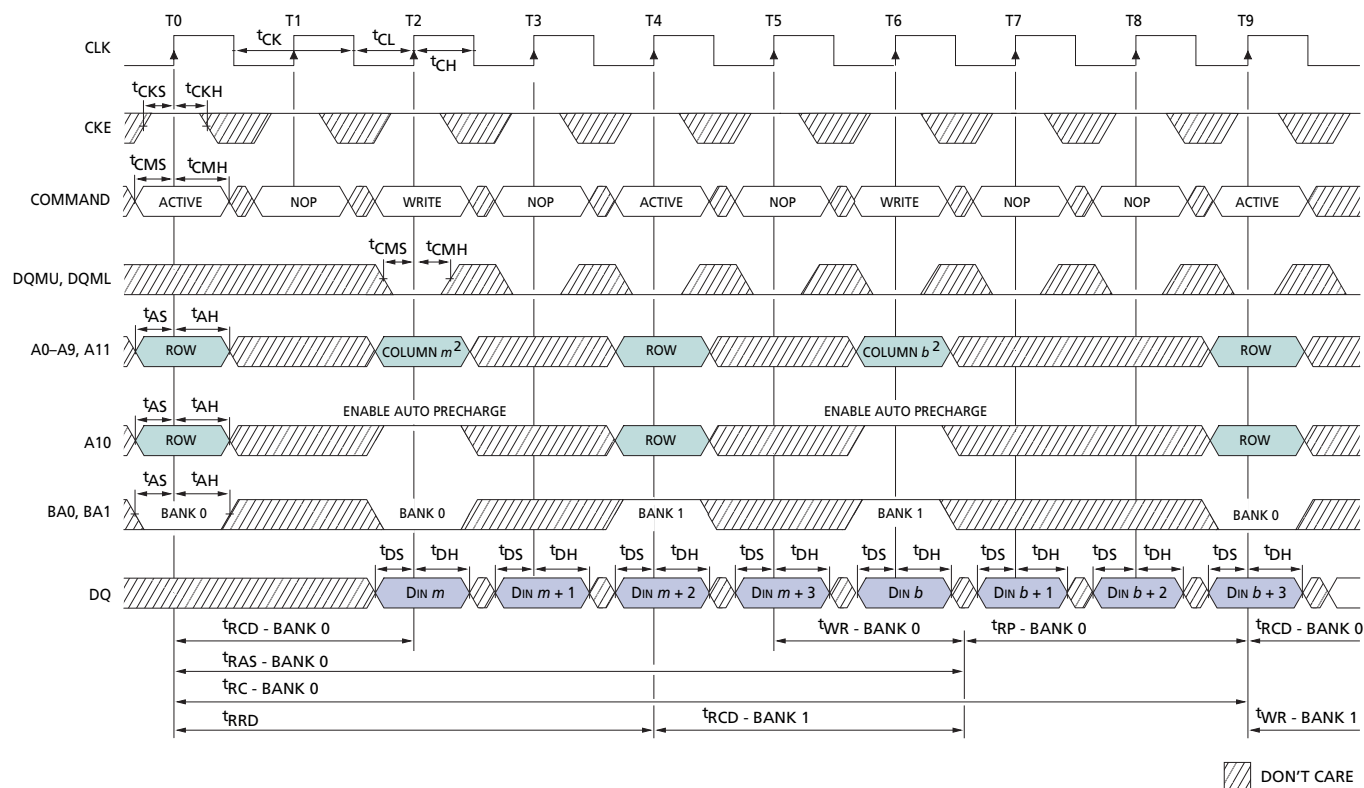 T0 T1 T2 T3 T4 T5 T6 T7 T8 T9
CLK tCK tCL tCH
tCKS tCKH
CKE
tCMS tCMH
COMMAND ACTIVE NOP WRITE NOP ACTIVE NOP WRITE NOP NOP ACTIVE
tCMS tCMH
DQMU, DQML
tAS tAH
A0–A9, A11 ROW COLUMN m2 ROW COLUMN b2 ROW
tAS tAH ENABLE AUTO PRECHARGE ENABLE AUTO PRECHARGE
A10 ROW ROW ROW
tAS tAH
BA0, BA1 BANK 0 BANK 0 BANK 1 BANK 1 BANK 0
tDS tDH tDS tDH tDS tDH tDS tDH tDS tDH tDS tDH tDS tDH tDS tDH
DQ DIN m DIN m + 1 DIN m + 2 DIN m + 3 DIN b DIN b + 1 DIN b + 2 DIN b + 3
tRCD - BANK 0 tWR - BANK 0 tRP - BANK 0 tRCD - BANK 0
tRAS - BANK 0
tRC - BANK 0
tRRD tRCD - BANK 1 tWR - BANK 1
DON'T CARE